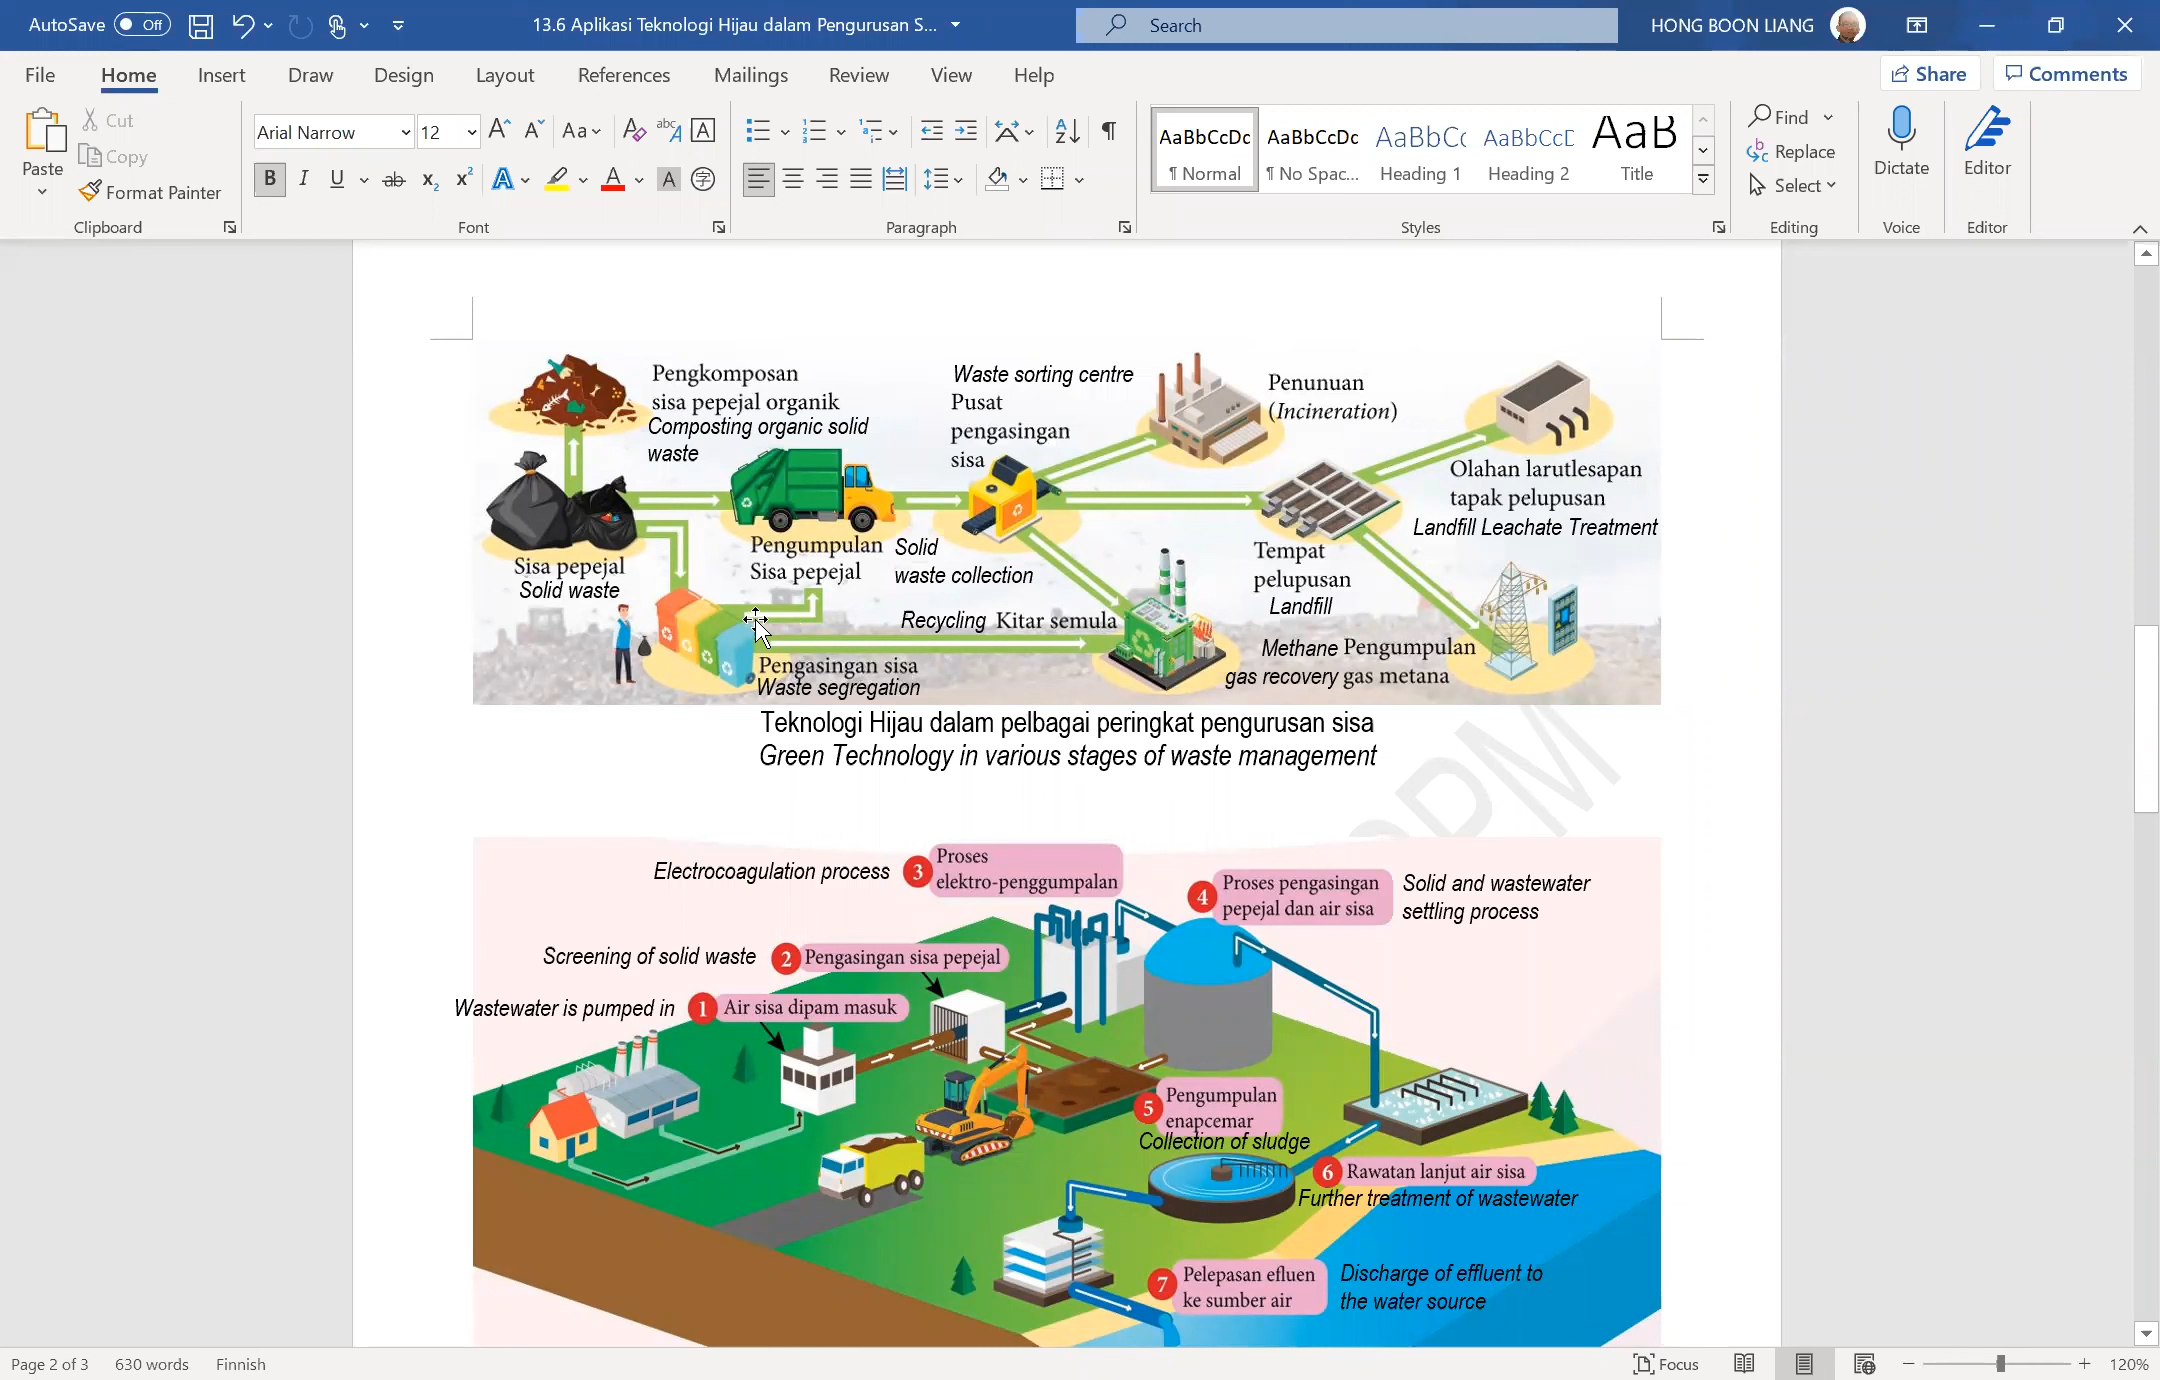 AutoSave Off
13.6 Aplikasi Teknologi Hijau dalam Pengurusan S...
Search
HONG BOON LIANG
File Home Insert Draw Design Layout References Mailings Review View Help
Share Comments
Paste
Cut
Copy
Format Painter
Clipboard
Arial Narrow 12
Font
Paragraph
AaBbCcDc AaBbCcDc AaBbCc AaBbCcD AaB
¶ Normal ¶ No Spac... Heading 1 Heading 2 Title
Styles
Find
Replace
Select
Editing
Dictate
Voice
Editor
Editor
Pengkomposan
sisa pepejal organik
Composting organic solid
waste
Waste sorting centre
Pusat
pengasingan
sisa
Penunuan
(Incineration)
Olahan larutlesapan
tapak pelupusan
Landfill Leachate Treatment
Sisa pepejal
Solid waste
Pengumpulan
Sisa pepejal
Solid
waste collection
Tempat
pelupusan
Landfill
Recycling Kitar semula
Methane Pengumpulan
gas recovery gas metana
Pengasingan sisa
Waste segregation
Teknologi Hijau dalam pelbagai peringkat pengurusan sisa
Green Technology in various stages of waste management
Electrocoagulation process 3 Proses
elektro-penggumpalan
4 Proses pengasingan
pepejal dan air sisa
Solid and wastewater
settling process
Screening of solid waste 2 Pengasingan sisa pepejal
Wastewater is pumped in 1 Air sisa dipam masuk
5 Pengumpulan
enapcemar
Collection of sludge
6 Rawatan lanjut air sisa
Further treatment of wastewater
7 Pelepasan efluen
ke sumber air
Discharge of effluent to
the water source
Page 2 of 3 630 words Finnish
Focus
120%